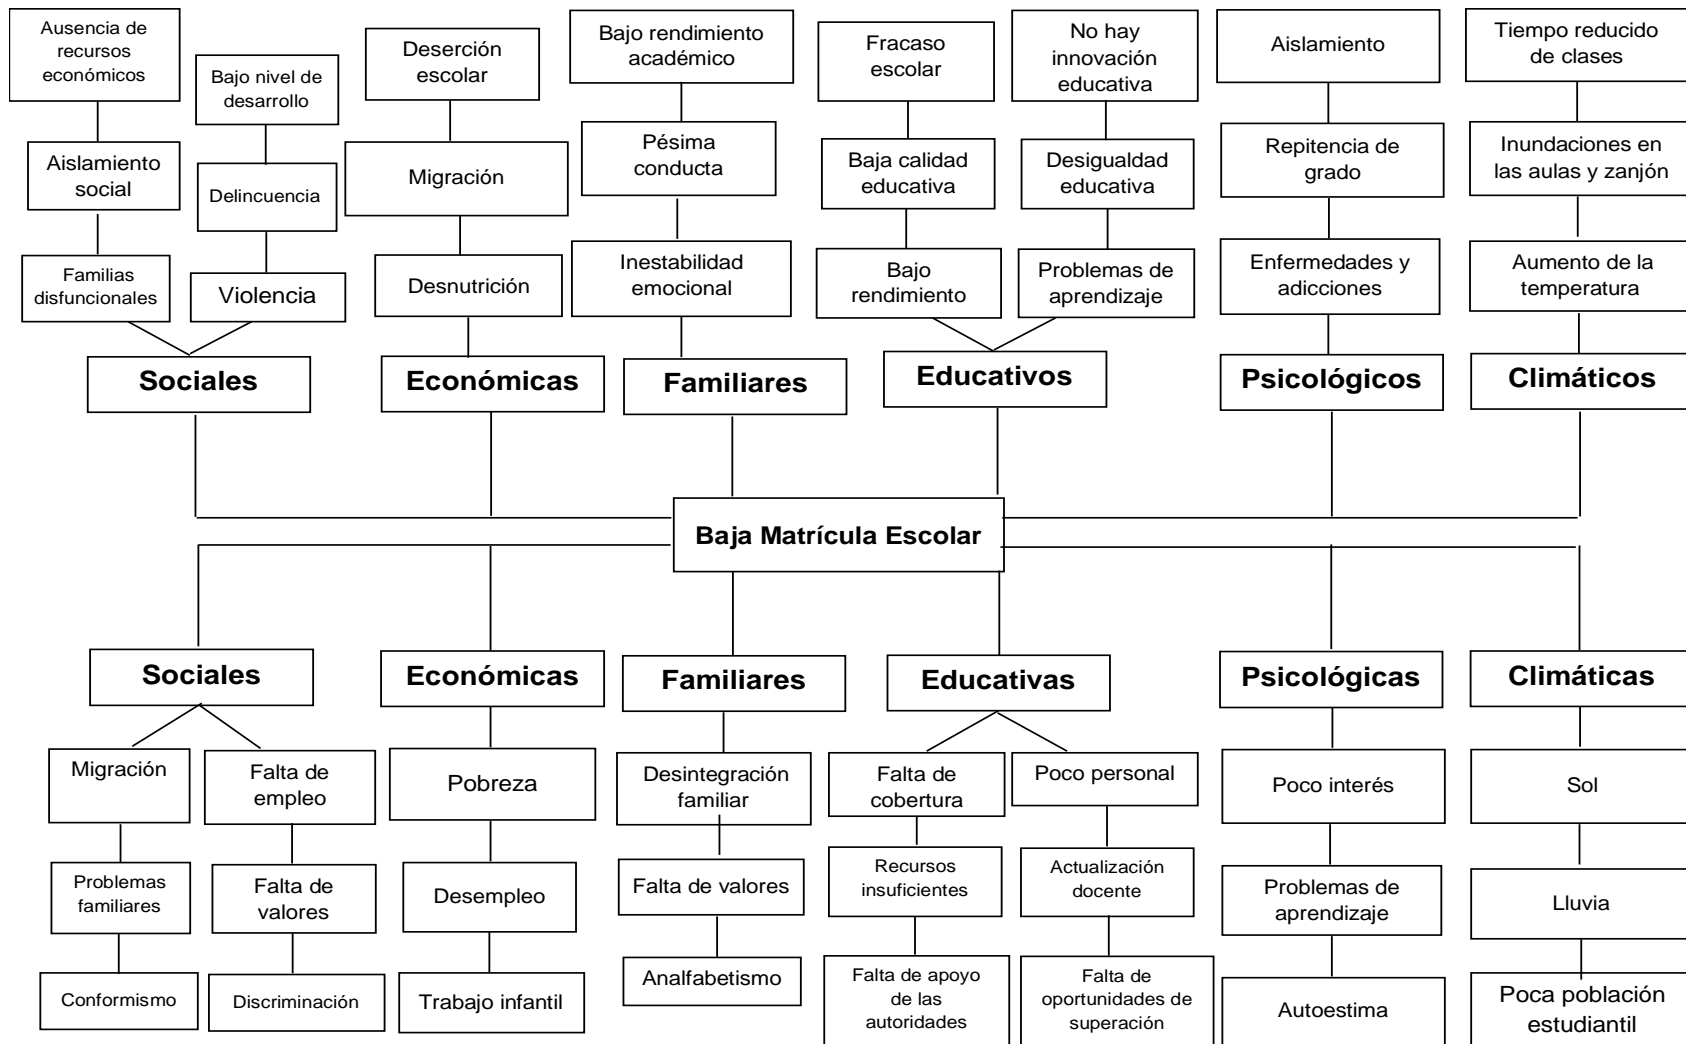 Ausencia de
recursos
económicos
Bajo nivel de
desarrollo
Deserción
escolar
Bajo rendimiento
académico
Fracaso
escolar
No hay
innovación
educativa
Aislamiento
Tiempo reducido
de clases
Aislamiento
social
Delincuencia
Migración
Pésima
conducta
Baja calidad
educativa
Desigualdad
educativa
Repitencia de
grado
Inundaciones en
las aulas y zanjón
Familias
disfuncionales
Violencia
Desnutrición
Inestabilidad
emocional
Bajo
rendimiento
Problemas de
aprendizaje
Enfermedades y
adicciones
Aumento de la
temperatura
Sociales
Económicas
Familiares
Educativos
Psicológicos
Climáticos
Baja Matrícula Escolar
Sociales
Económicas
Familiares
Educativas
Psicológicas
Climáticas
Migración
Falta de
empleo
Pobreza
Desintegración
familiar
Falta de
cobertura
Poco personal
Poco interés
Sol
Problemas
familiares
Falta de
valores
Desempleo
Falta de valores
Recursos
insuficientes
Actualización
docente
Problemas de
aprendizaje
Lluvia
Conformismo
Discriminación
Trabajo infantil
Analfabetismo
Falta de apoyo
de las
autoridades
Falta de
oportunidades de
superación
Autoestima
Poca población
estudiantil